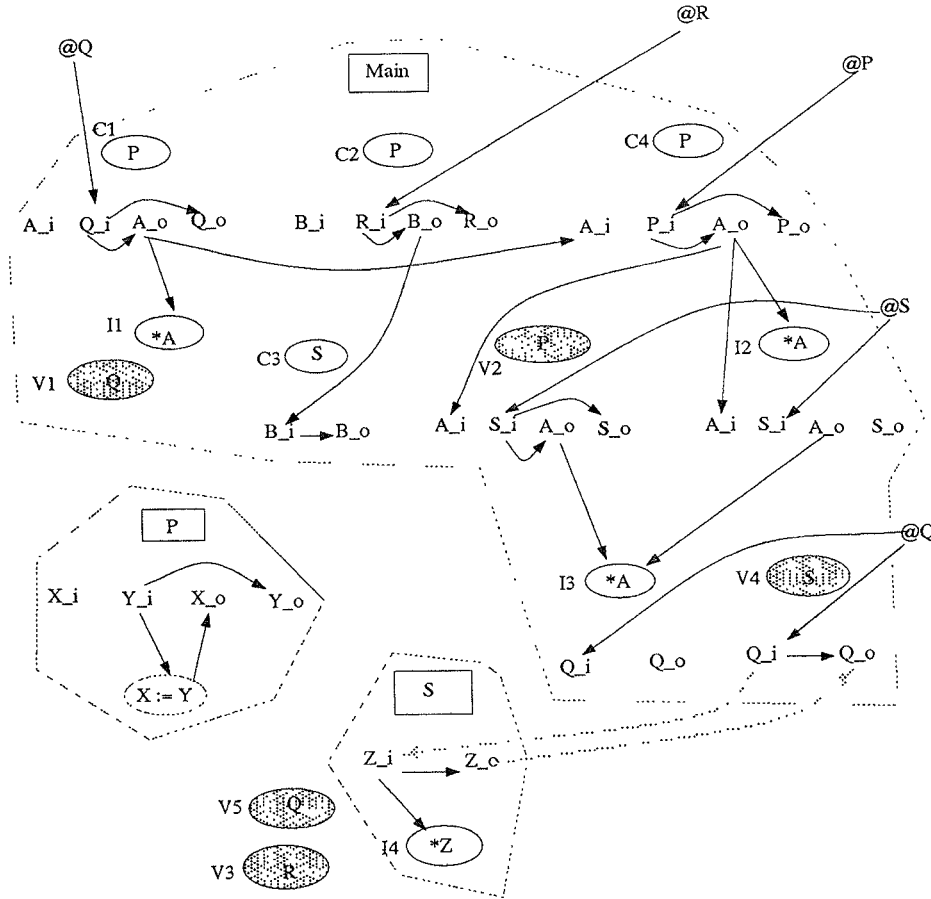 @R
@Q
Main
@P
C1
P
C2
P
C4
P
A_i Q_i A_o Q_o
B_i R_i B_o R_o
A_i P_i A_o P_o
@S
I1
*A
C3
S
V2
P
I2
*A
V1
Q
B_i B_o
A_i S_i A_o S_o
A_i S_i A_o S_o
P
@Q
I3
*A
V4
S
X_i Y_i X_o Y_o
Q_i Q_o
Q_i Q_o
X := Y
S
Z_i Z_o
V5
Q
I4
*Z
V3
R